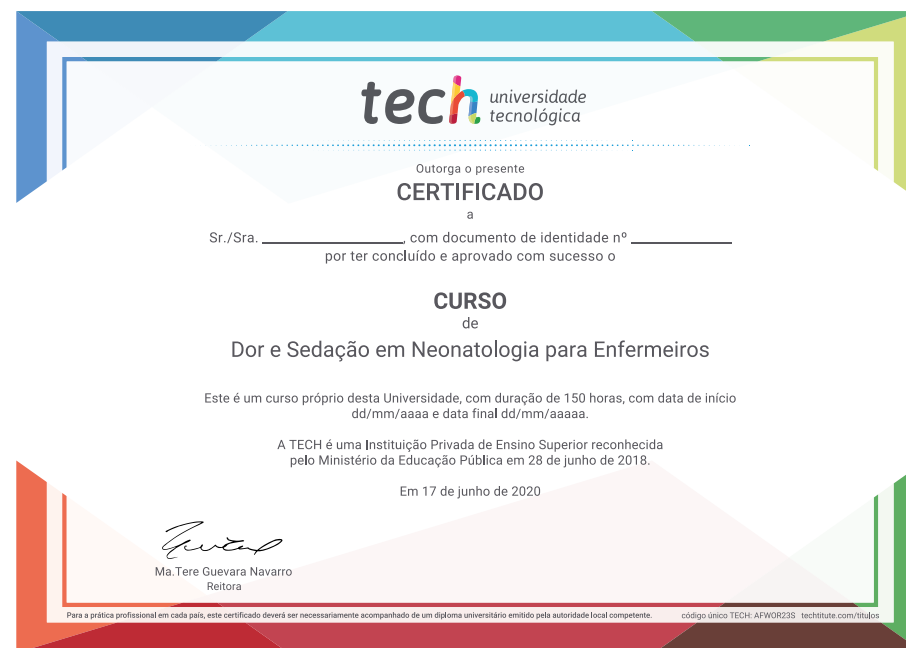 tech universidade
tecnológica
Outorga o presente
CERTIFICADO
a
Sr./Sra. ____________, com documento de identidade nº ____________
por ter concluído e aprovado com sucesso o
CURSO
de
Dor e Sedação em Neonatologia para Enfermeiros
Este é um curso próprio desta Universidade, com duração de 150 horas, com data de início
dd/mm/aaaa e data final dd/mm/aaaaa.
A TECH é uma Instituição Privada de Ensino Superior reconhecida
pelo Ministério da Educação Pública em 28 de junho de 2018.
Em 17 de junho de 2020
Ma.Tere Guevara Navarro
Reitora
Para a prática profissional em cada país, este certificado deverá ser necessariamente acompanhado de um diploma universitário emitido pela autoridade local competente. código único TECH: AFWOR23S techtitute.com/titulos